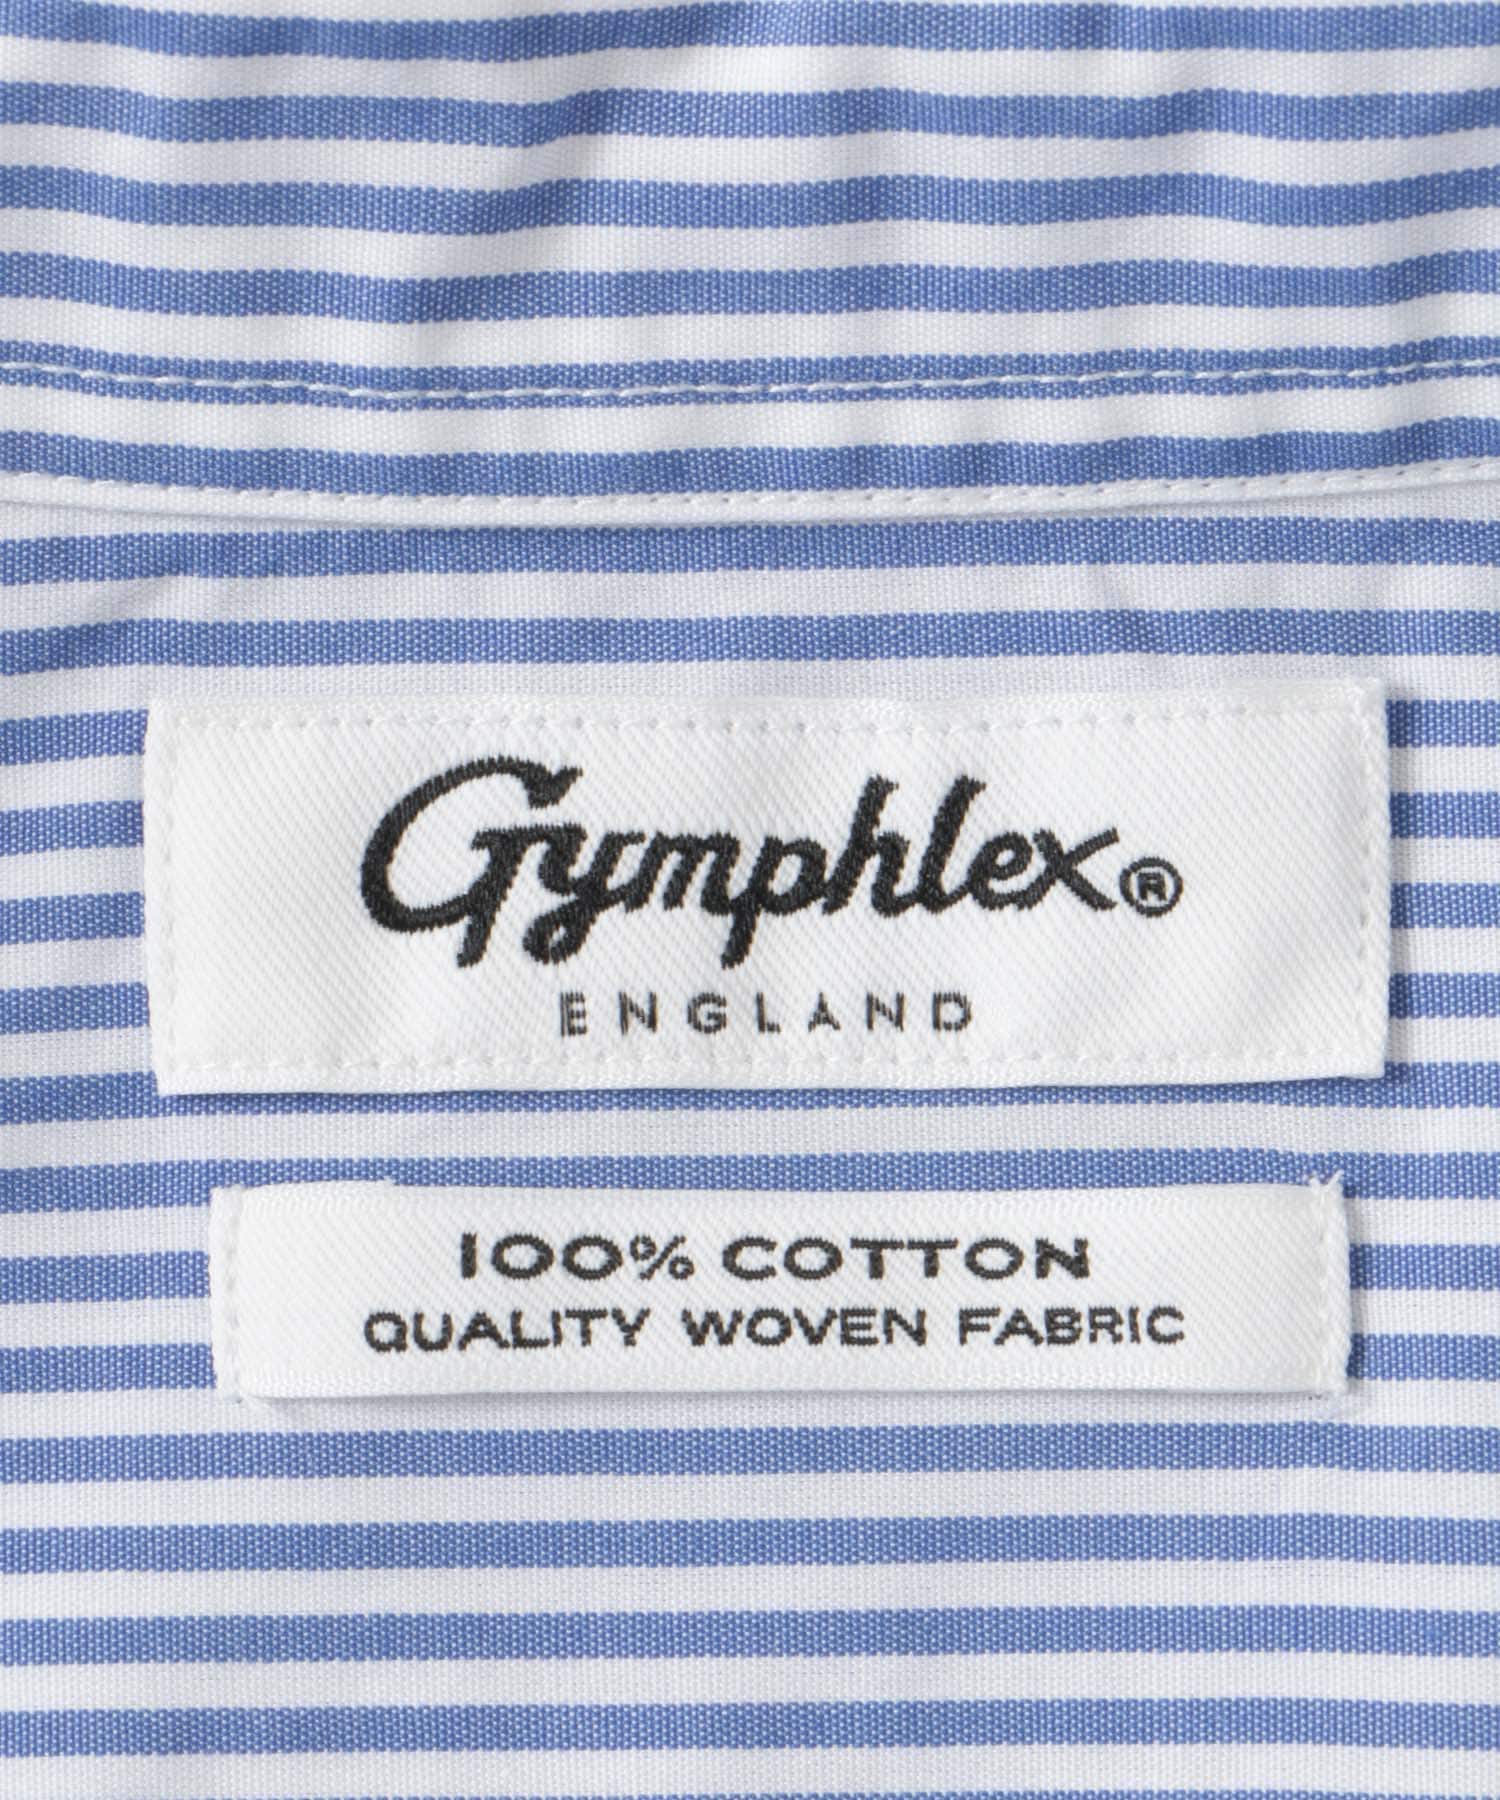 Gymphlex®
ENGLAND
100% COTTON
QUALITY WOVEN FABRIC